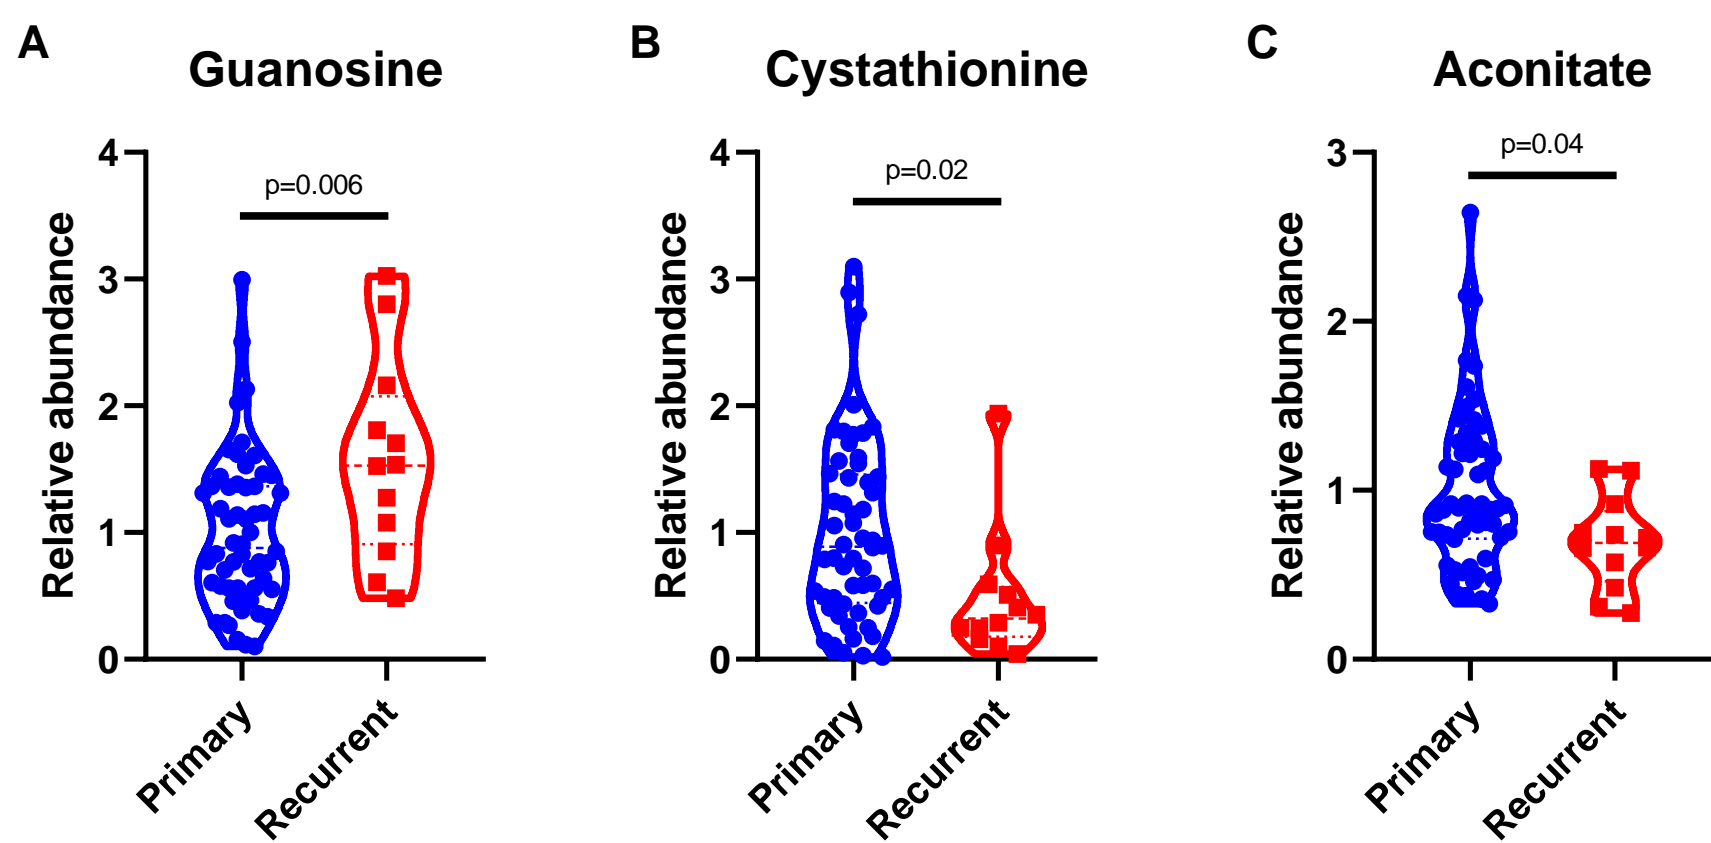 A
Guanosine
4
3
2
1
0
Relative abundance
p=0.006
Primary
Recurrent
B
Cystathionine
4
3
2
1
0
Relative abundance
p=0.02
Primary
Recurrent
C
Aconitate
3
2
1
0
Relative abundance
p=0.04
Primary
Recurrent